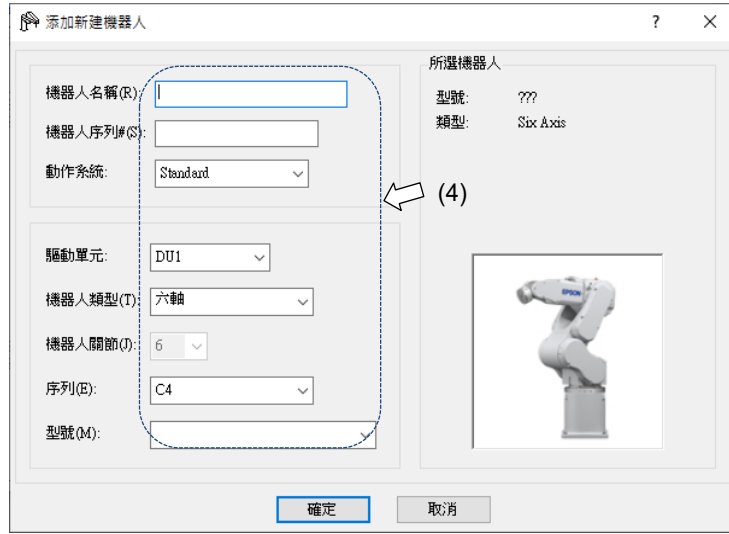 添加新建機器人
機器人名稱(R):
機器人序列#(S):
動作系統: Standard
驅動單元: DU1
機器人類型(T): 六軸
機器人關節(J): 6
序列(E): C4
型號(M):
(4)
所選機器人
型號: ???
類型: Six Axis
EPSON
確定 取消